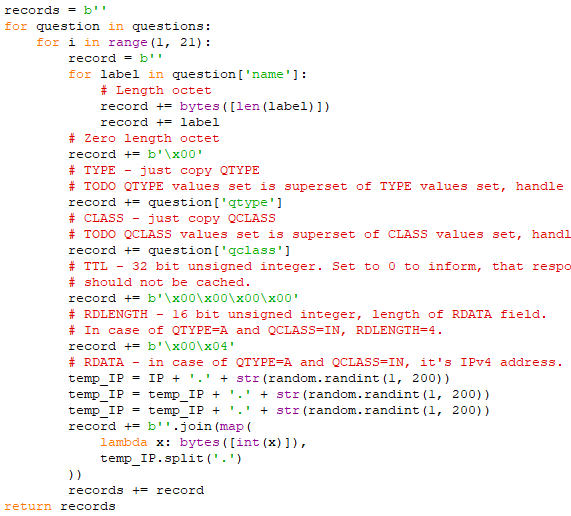 records = b''
for question in questions:
    for i in range(1, 21):
        record = b''
        for label in question['name']:
            # Length octet
            record += bytes([len(label)])
            record += label
        # Zero length octet
        record += b'\x00'
        # TYPE - just copy QTYPE
        # TODO QTYPE values set is superset of TYPE values set, handle
        record += question['qtype']
        # CLASS - just copy QCLASS
        # TODO QCLASS values set is superset of CLASS values set, handl
        record += question['qclass']
        # TTL - 32 bit unsigned integer. Set to 0 to inform, that respo
        # should not be cached.
        record += b'\x00\x00\x00\x00'
        # RDLENGTH - 16 bit unsigned integer, length of RDATA field.
        # In case of QTYPE=A and QCLASS=IN, RDLENGTH=4.
        record += b'\x00\x04'
        # RDATA - in case of QTYPE=A and QCLASS=IN, it's IPv4 address.
        temp_IP = IP + '.' + str(random.randint(1, 200))
        temp_IP = temp_IP + '.' + str(random.randint(1, 200))
        temp_IP = temp_IP + '.' + str(random.randint(1, 200))
        record += b''.join(map(
            lambda x: bytes([int(x)]),
            temp_IP.split('.')
        ))
        records += record
return records